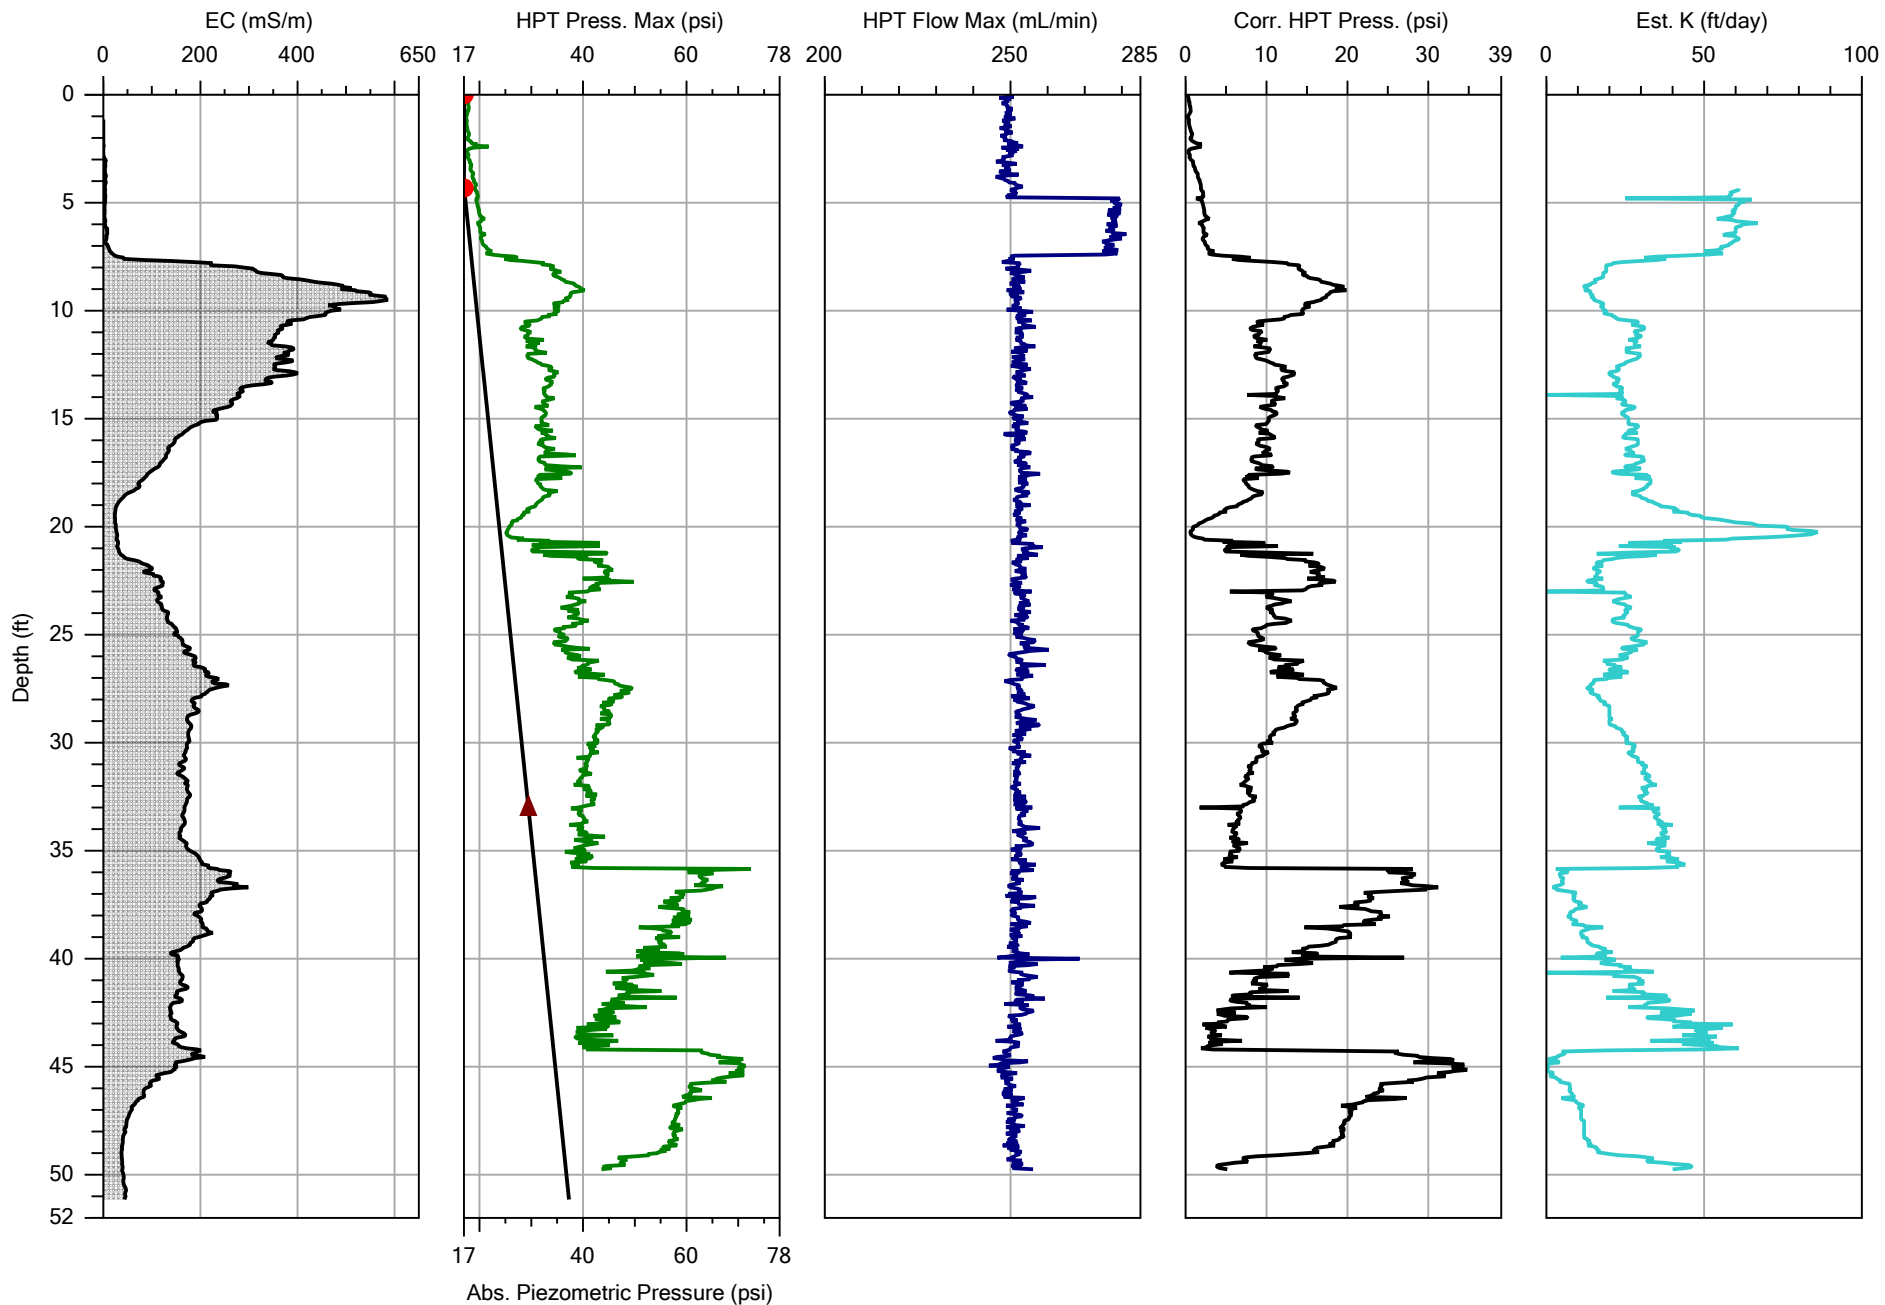 EC (mS/m) HPT Press. Max (psi) HPT Flow Max (mL/min) Corr. HPT Press. (psi) Est. K (ft/day)
0 200 400 650 17 40 60 78 200 250 285 0 10 20 30 39 0 50 100
0
5
10
15
20
25
30
35
40
45
50
52
Depth (ft)
17 40 60 78
Abs. Piezometric Pressure (psi)